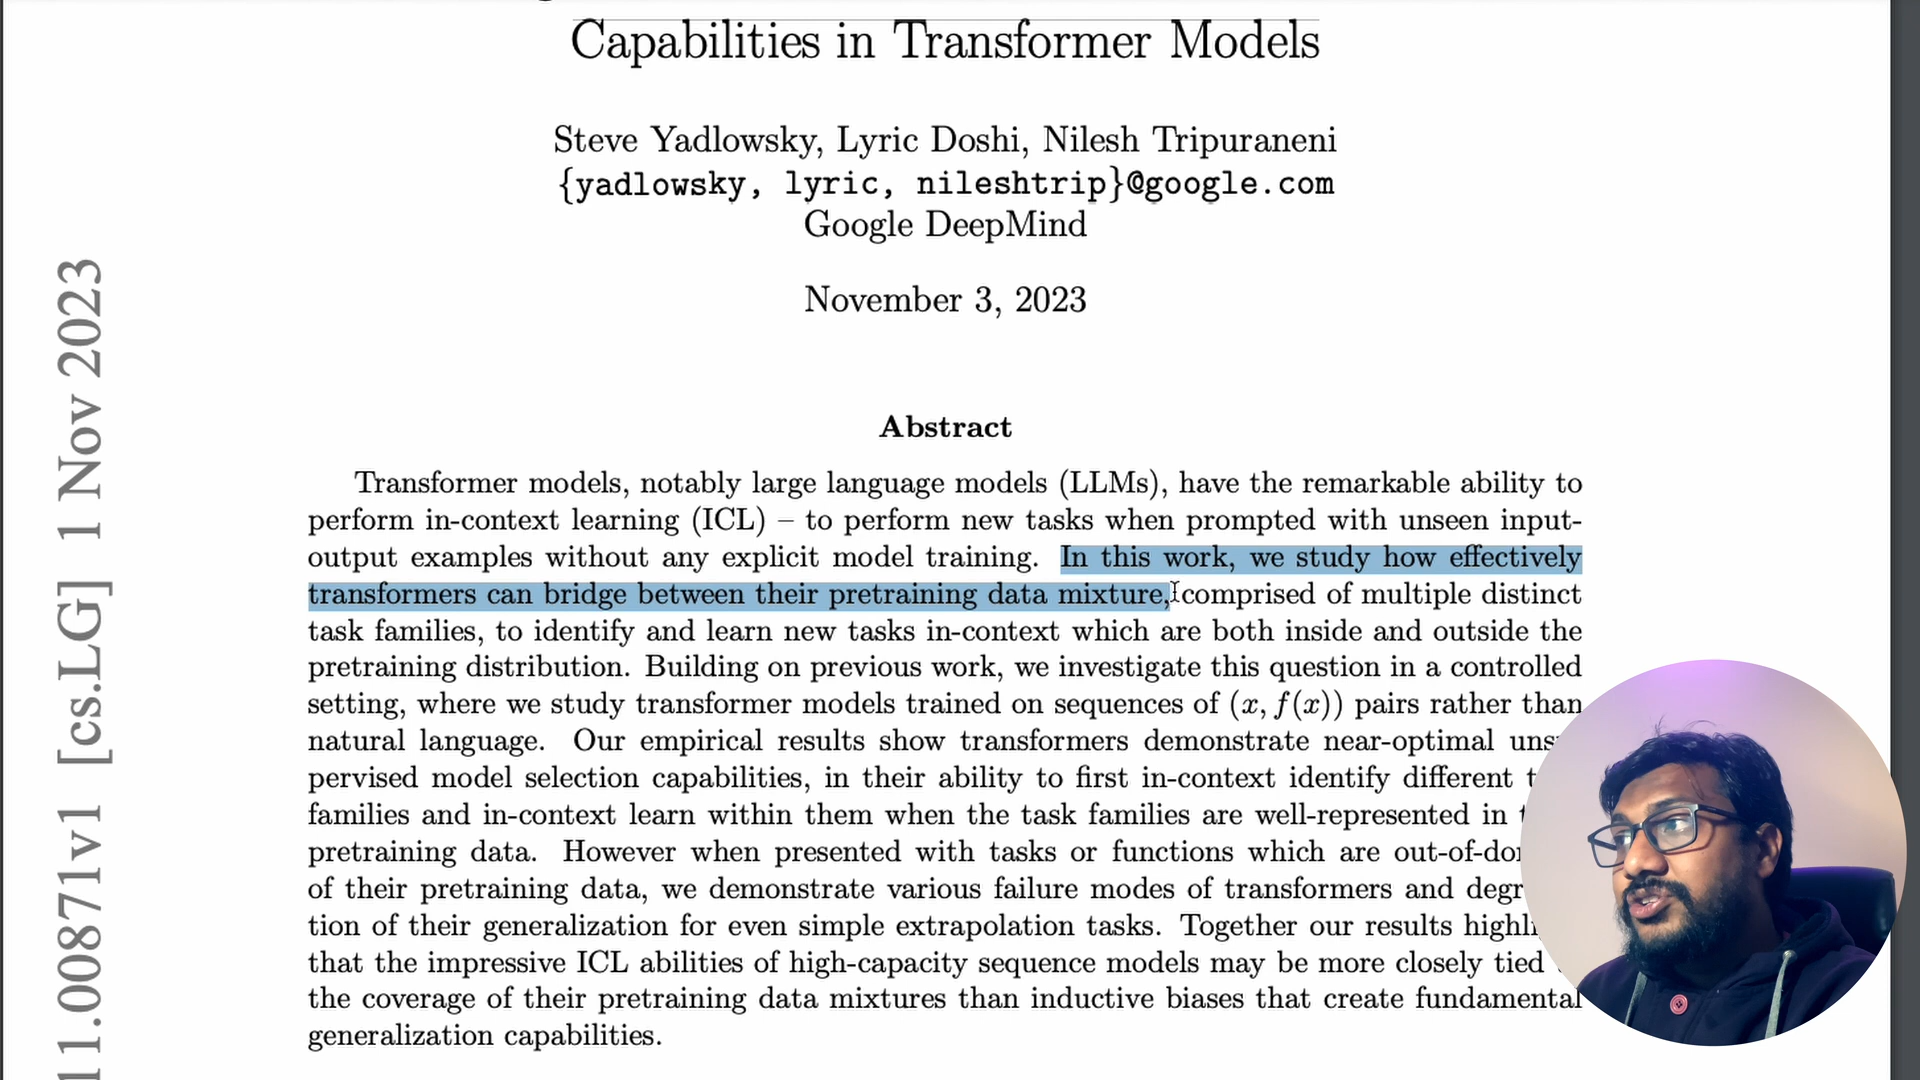 Capabilities in Transformer Models
Steve Yadlowsky, Lyric Doshi, Nilesh Tripuraneni
{yadlowsky, lyric, nileshtrip}@google.com
Google DeepMind
November 3, 2023
11.00871v1 [cs.LG] 1 Nov 2023
Abstract
Transformer models, notably large language models (LLMs), have the remarkable ability to
perform in-context learning (ICL) – to perform new tasks when prompted with unseen input-
output examples without any explicit model training. In this work, we study how effectively
transformers can bridge between their pretraining data mixture, comprised of multiple distinct
task families, to identify and learn new tasks in-context which are both inside and outside the
pretraining distribution. Building on previous work, we investigate this question in a controlled
setting, where we study transformer models trained on sequences of (x, f(x)) pairs rather than
natural language. Our empirical results show transformers demonstrate near-optimal uns
pervised model selection capabilities, in their ability to first in-context identify different t
families and in-context learn within them when the task families are well-represented in t
pretraining data. However when presented with tasks or functions which are out-of-do
of their pretraining data, we demonstrate various failure modes of transformers and degr
tion of their generalization for even simple extrapolation tasks. Together our results highl
that the impressive ICL abilities of high-capacity sequence models may be more closely tied
the coverage of their pretraining data mixtures than inductive biases that create fundamental
generalization capabilities.